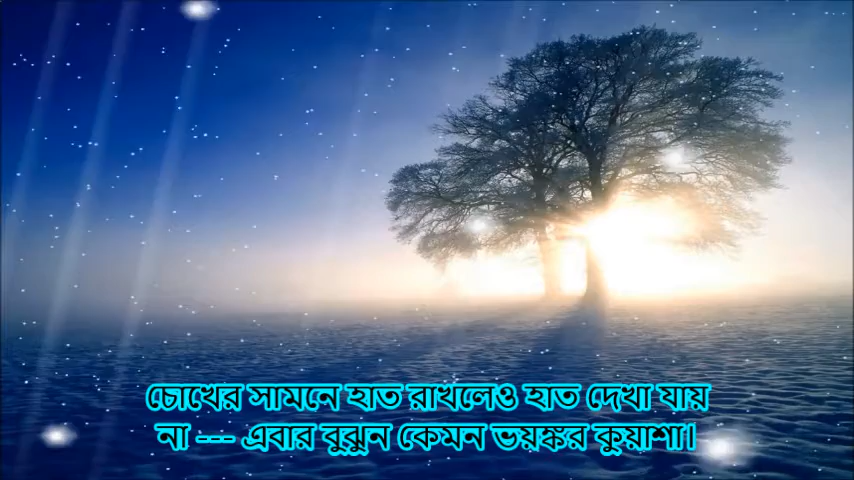 চোখের সামনে হাত রাখলেও হাত দেখা যায়
না --- এবার বুঝুন কেমন ভয়ঙ্কর কুয়াশা।